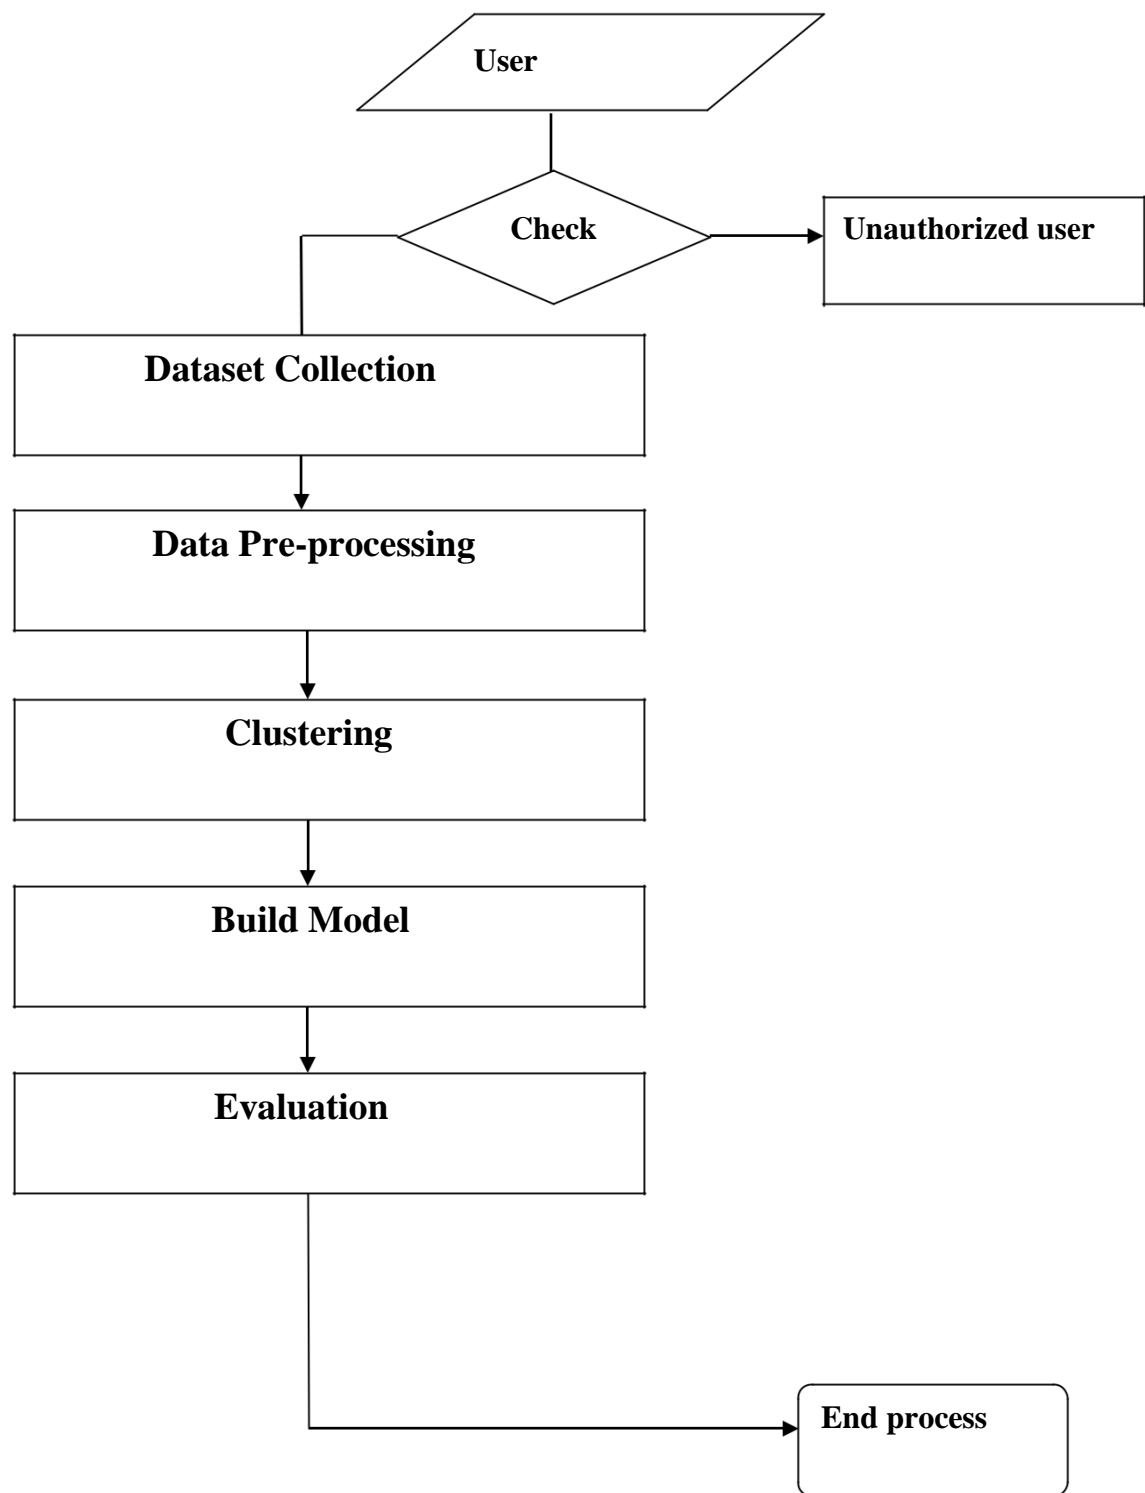 User
Check
Unauthorized user
Dataset Collection
Data Pre-processing
Clustering
Build Model
Evaluation
End process